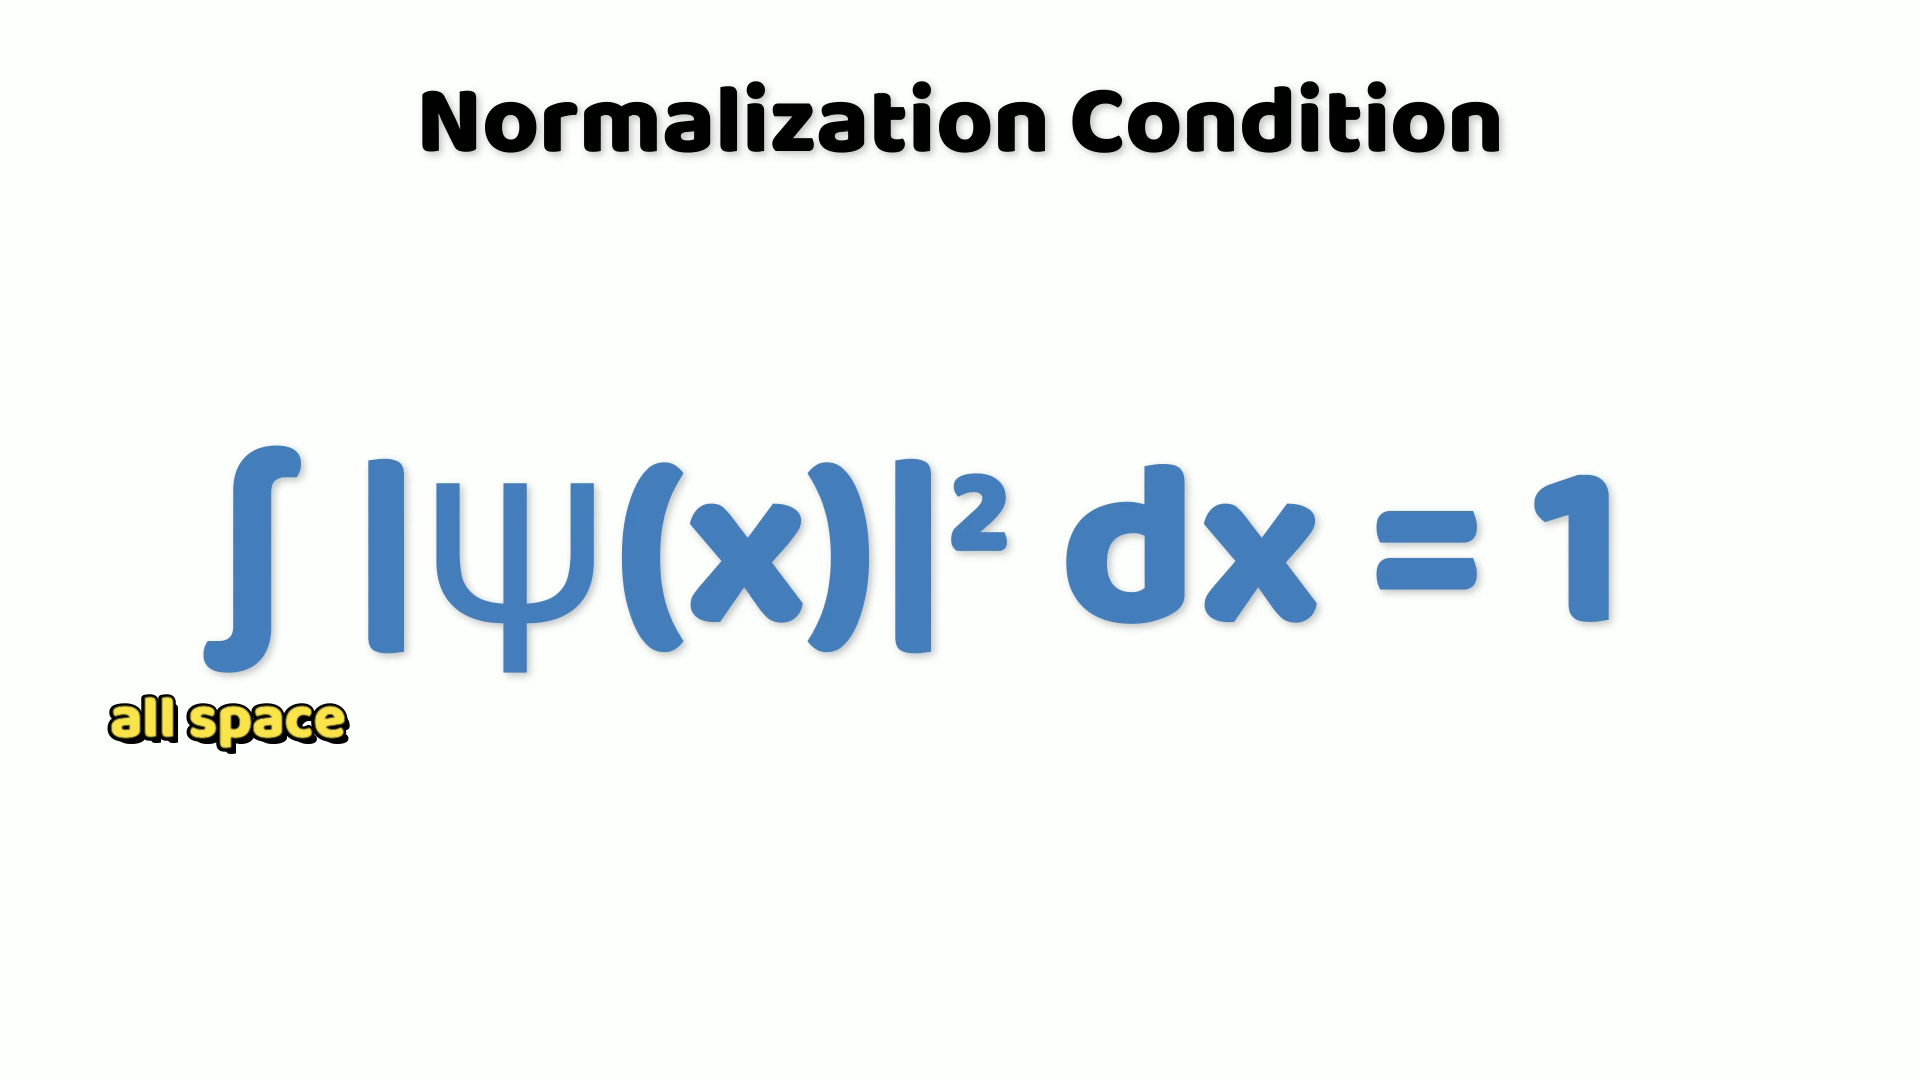 Normalization Condition
∫ |ψ(x)|² dx = 1
all space